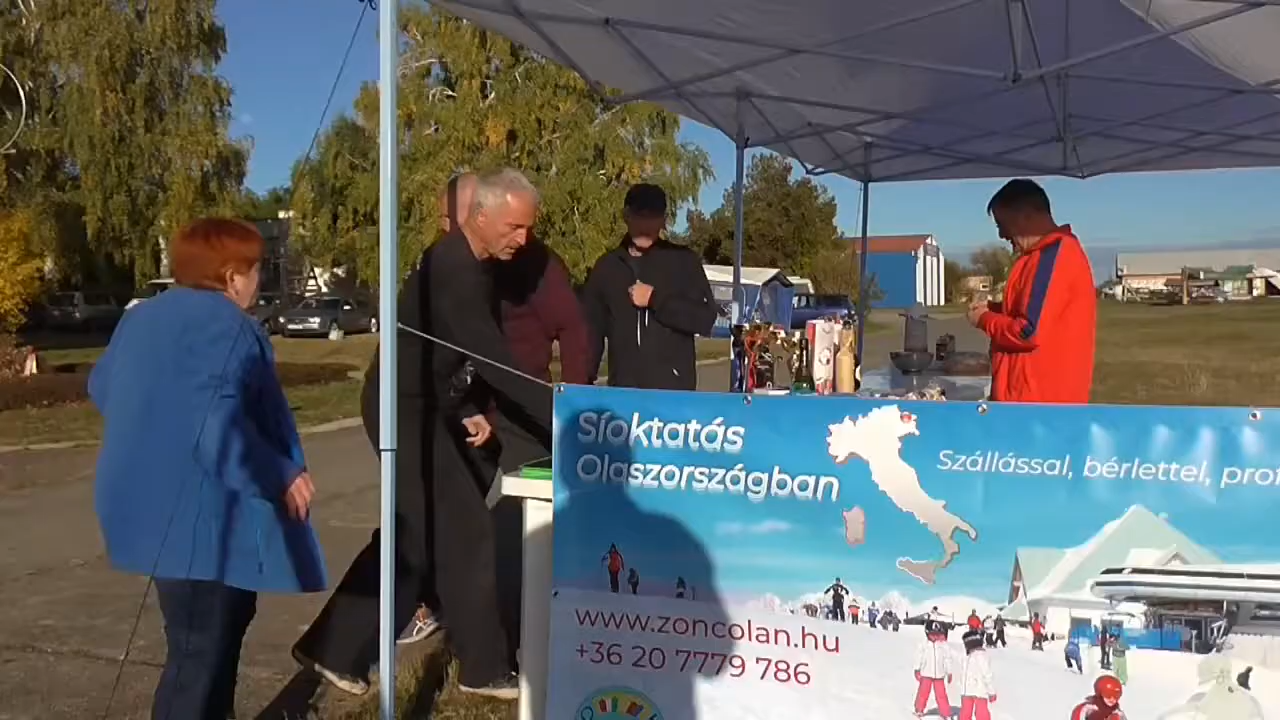 Síoktatás
Olaszországban
Szállással, bérlettel, prof
www.zoncolan.hu
+36 20 7779 786